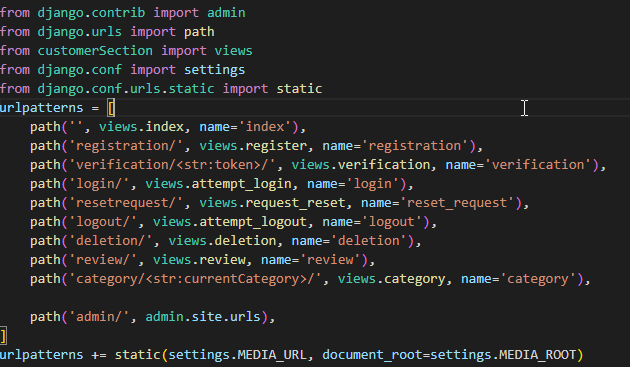 from django.contrib import admin
from django.urls import path
from customerSection import views
from django.conf import settings
from django.conf.urls.static import static
urlpatterns = [
    path('', views.index, name='index'),
    path('registration/', views.register, name='registration'),
    path('verification/<str:token>/', views.verification, name='verification'),
    path('login/', views.attempt_login, name='login'),
    path('resetrequest/', views.request_reset, name='reset_request'),
    path('logout/', views.attempt_logout, name='logout'),
    path('deletion/', views.deletion, name='deletion'),
    path('review/', views.review, name='review'),
    path('category/<str:currentCategory>/', views.category, name='category'),
    path('admin/', admin.site.urls),
]
urlpatterns += static(settings.MEDIA_URL, document_root=settings.MEDIA_ROOT)